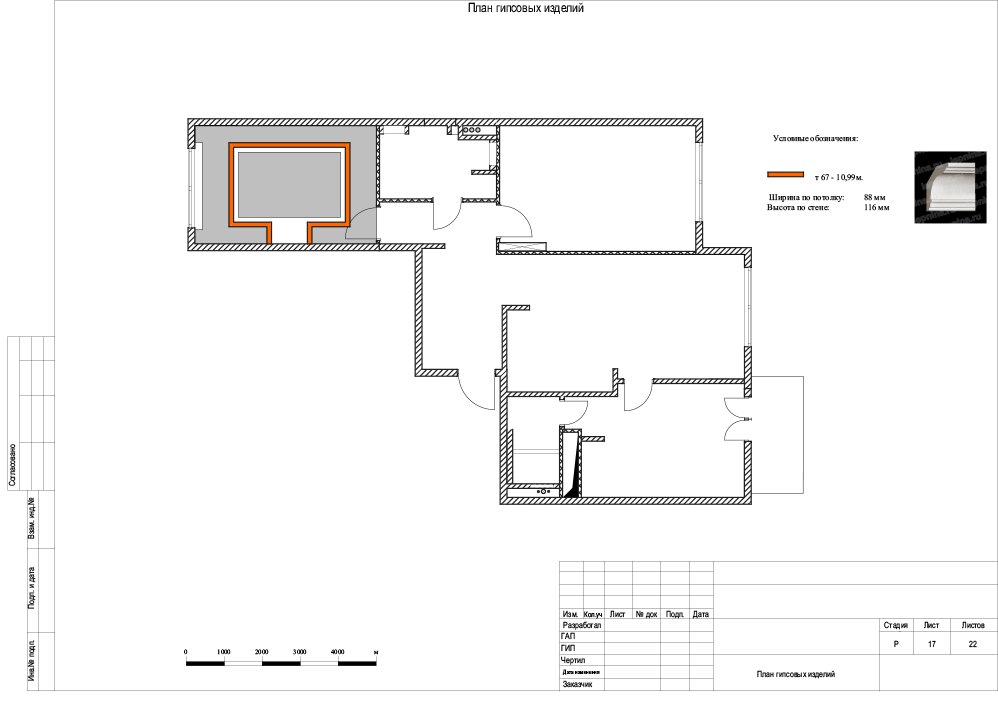 План гипсовых изделий
Условные обозначения:
т 67 - 10,99м.
Ширина по потолку: 88 мм
Высота по стене: 116 мм
Согласовано
Взам. инд.№
Подп. и дата
Инв.№ подл.
0 1000 2000 3000 4000 м
Изм. Кол.уч Лист № док Подп. Дата
Разработал
ГАП
ГИП
Чертил
Дата изменения
Заказчик
Стадия Лист Листов
Р 17 22
План гипсовых изделий